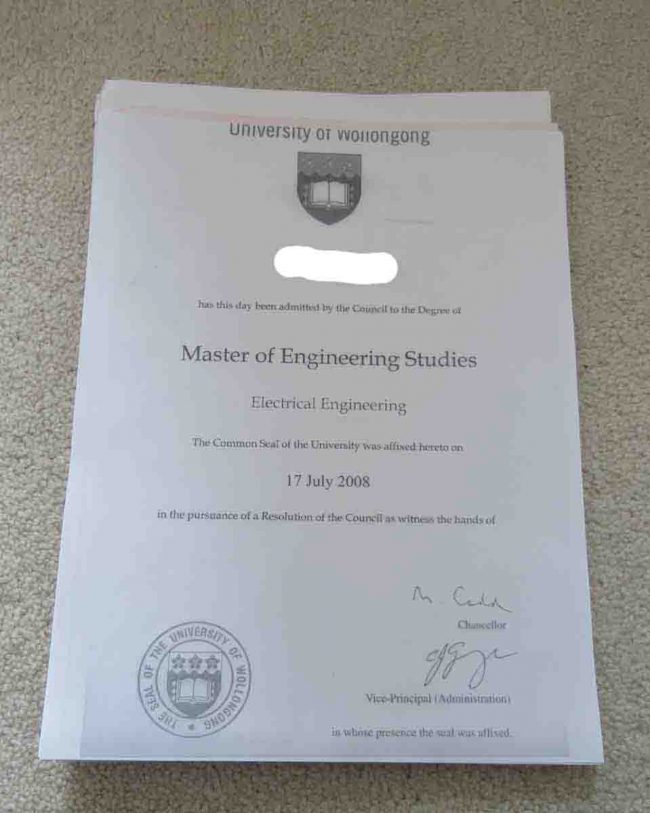 University of Wollongong
has this day been admitted by the Council to the Degree of
Master of Engineering Studies
Electrical Engineering
The Common Seal of the University was affixed hereto on
17 July 2008
in the pursuance of a Resolution of the Council as witness the hands of
Chancellor
Vice-Principal (Administration)
in whose presence the seal was affixed.
THE SEAL OF THE UNIVERSITY OF WOLLONGONG